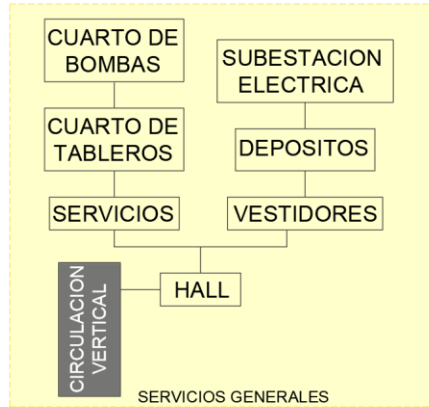 CUARTO DE
BOMBAS
SUBESTACION
ELECTRICA
CUARTO DE
TABLEROS
DEPOSITOS
SERVICIOS
VESTIDORES
HALL
CIRCULACION
VERTICAL
SERVICIOS GENERALES